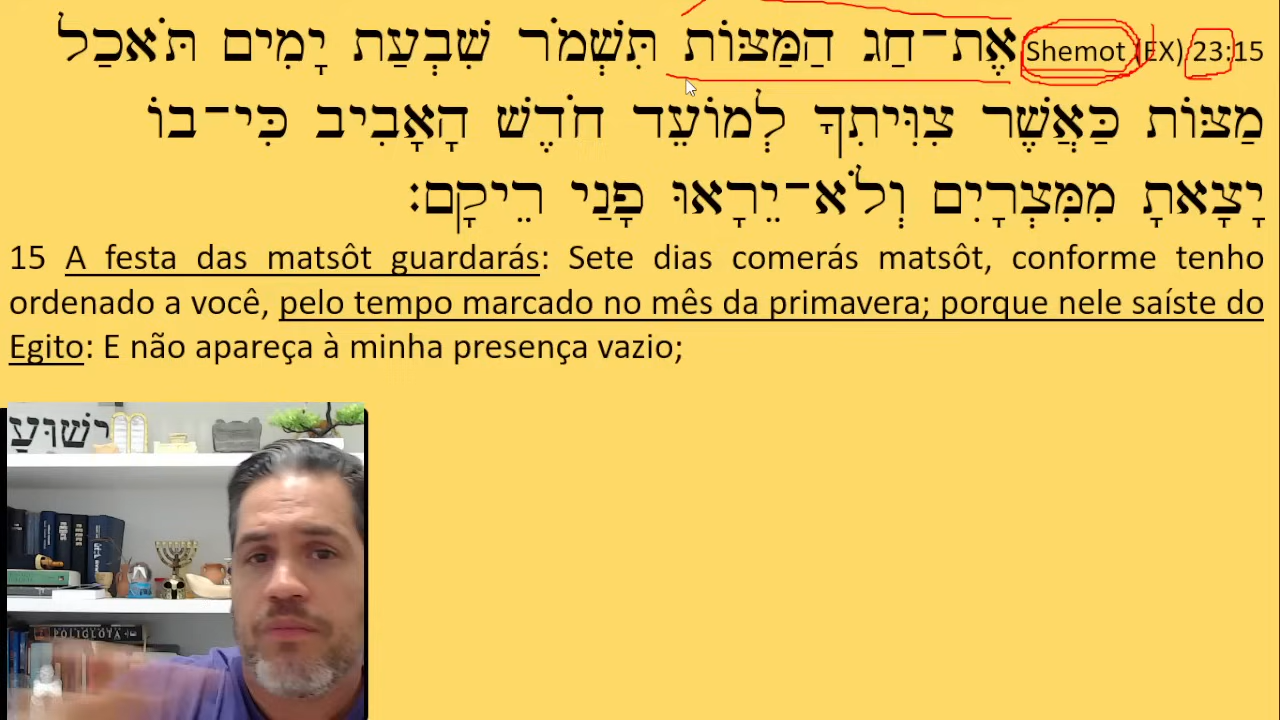 Shemot (EX) 23:15 אֶת־חַג הַמַּצּוֹת תִּשְׁמֹר שִׁבְעַת יָמִים תֹּאכַל
מַצּוֹת כַּאֲשֶׁר צִוִּיתִךָ לְמוֹעֵד חֹדֶשׁ הָאָבִיב כִּי־בוֹ
יָצָאתָ מִמִּצְרָיִם וְלֹא־יֵרָאוּ פָנַי רֵיקָם׃
15 A festa das matsôt guardarás: Sete dias comerás matsôt, conforme tenho
ordenado a você, pelo tempo marcado no mês da primavera; porque nele saíste do
Egito: E não apareça à minha presença vazio;